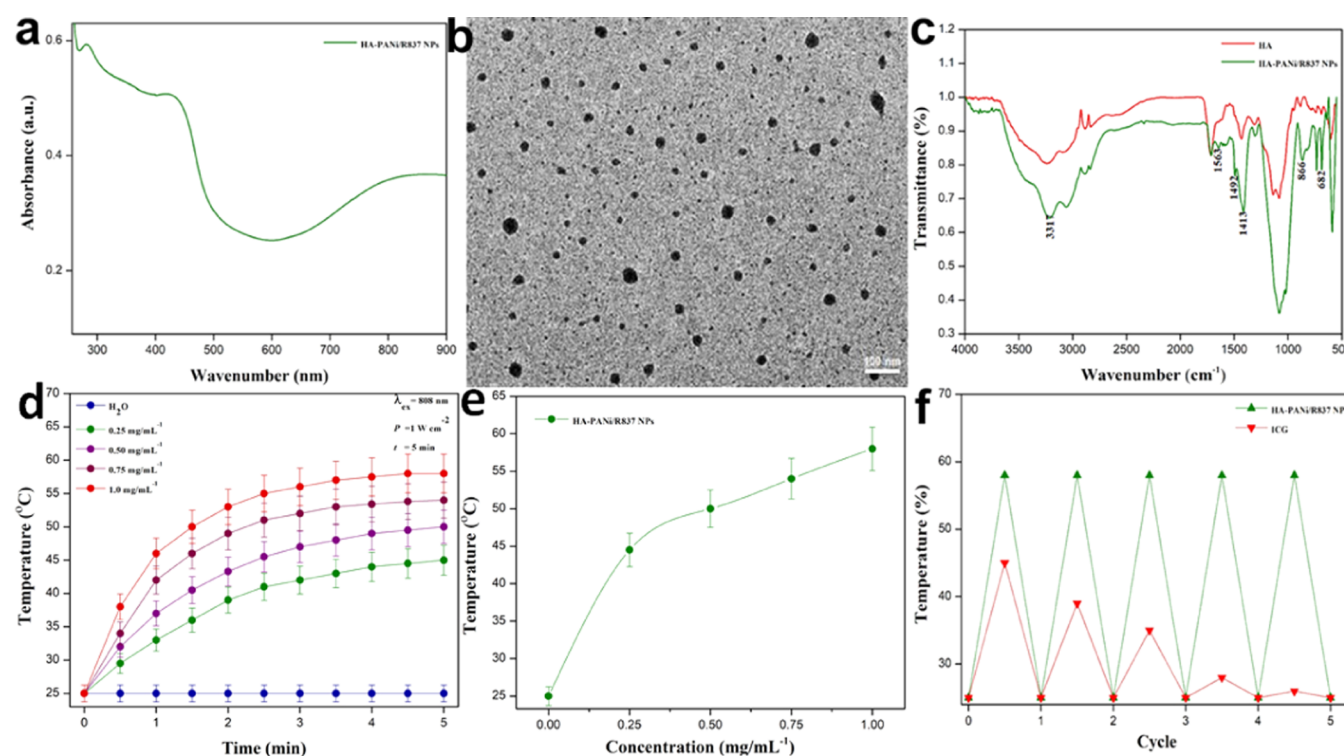 a
HA-PANi/R837 NPs
0.6
0.4
0.2
300 400 500 600 700 800 900
Absorbance (a.u.)
Wavenumber (nm)
b
100 nm
c
HA
HA-PANi/R837 NPs
1.2
1.1
1.0
0.9
0.8
0.7
0.6
0.5
0.4
0.3
3317
1563
1492
1413
866
682
4000 3500 3000 2500 2000 1500 1000 500
Transmittance (%)
Wavenumber (cm⁻¹)
d
H₂O
0.25 mg/mL⁻¹
0.50 mg/mL⁻¹
0.75 mg/mL⁻¹
1.0 mg/mL⁻¹
λex = 808 nm
P =1 W cm⁻²
t = 5 min
70
65
60
55
50
45
40
35
30
25
0 1 2 3 4 5
Temperature (°C)
Time (min)
e
HA-PANi/R837 NPs
65
60
55
50
45
40
35
30
25
0.00 0.25 0.50 0.75 1.00
Temperature (°C)
Concentration (mg/mL⁻¹)
f
HA-PANi/R837 NP
ICG
70
60
50
40
30
0 1 2 3 4 5
Temperature (%)
Cycle